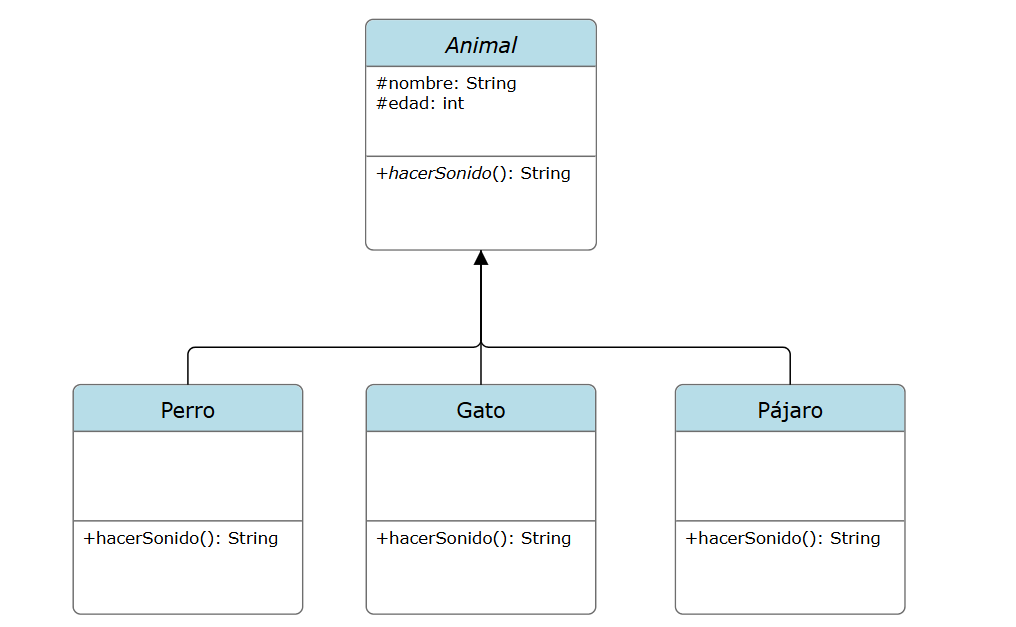 Animal
#nombre: String
#edad: int
+hacerSonido(): String
Perro
+hacerSonido(): String
Gato
+hacerSonido(): String
Pájaro
+hacerSonido(): String